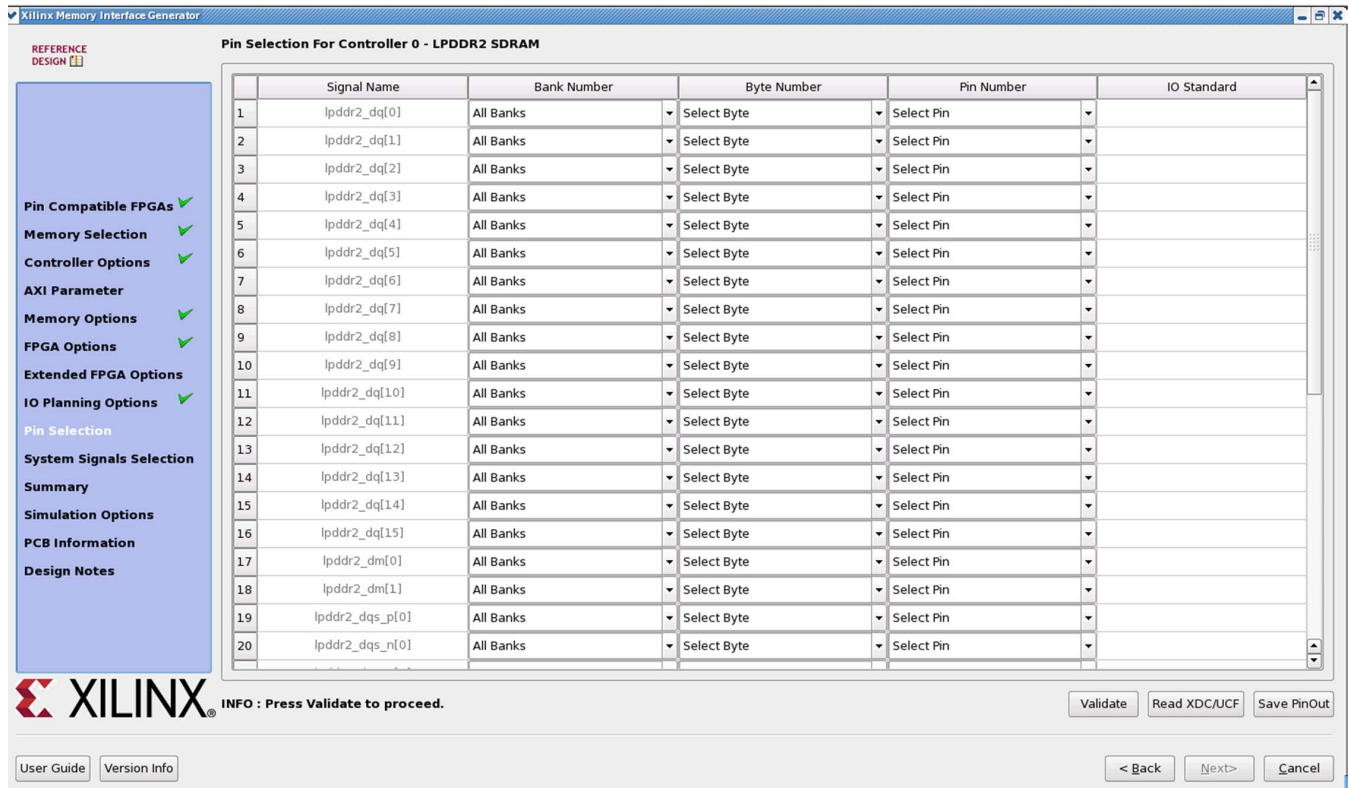 Xilinx Memory Interface Generator
REFERENCE
DESIGN
Pin Selection For Controller 0 - LPDDR2 SDRAM
Signal Name Bank Number Byte Number Pin Number IO Standard
1 lpddr2_dq[0] All Banks Select Byte Select Pin
2 lpddr2_dq[1] All Banks Select Byte Select Pin
3 lpddr2_dq[2] All Banks Select Byte Select Pin
4 lpddr2_dq[3] All Banks Select Byte Select Pin
5 lpddr2_dq[4] All Banks Select Byte Select Pin
6 lpddr2_dq[5] All Banks Select Byte Select Pin
7 lpddr2_dq[6] All Banks Select Byte Select Pin
8 lpddr2_dq[7] All Banks Select Byte Select Pin
9 lpddr2_dq[8] All Banks Select Byte Select Pin
10 lpddr2_dq[9] All Banks Select Byte Select Pin
11 lpddr2_dq[10] All Banks Select Byte Select Pin
12 lpddr2_dq[11] All Banks Select Byte Select Pin
13 lpddr2_dq[12] All Banks Select Byte Select Pin
14 lpddr2_dq[13] All Banks Select Byte Select Pin
15 lpddr2_dq[14] All Banks Select Byte Select Pin
16 lpddr2_dq[15] All Banks Select Byte Select Pin
17 lpddr2_dm[0] All Banks Select Byte Select Pin
18 lpddr2_dm[1] All Banks Select Byte Select Pin
19 lpddr2_dqs_p[0] All Banks Select Byte Select Pin
20 lpddr2_dqs_n[0] All Banks Select Byte Select Pin
Pin Compatible FPGAs
Memory Selection
Controller Options
AXI Parameter
Memory Options
FPGA Options
Extended FPGA Options
IO Planning Options
Pin Selection
System Signals Selection
Summary
Simulation Options
PCB Information
Design Notes
XILINX®
INFO : Press Validate to proceed.
Validate Read XDC/UCF Save PinOut
User Guide Version Info < Back Next> Cancel